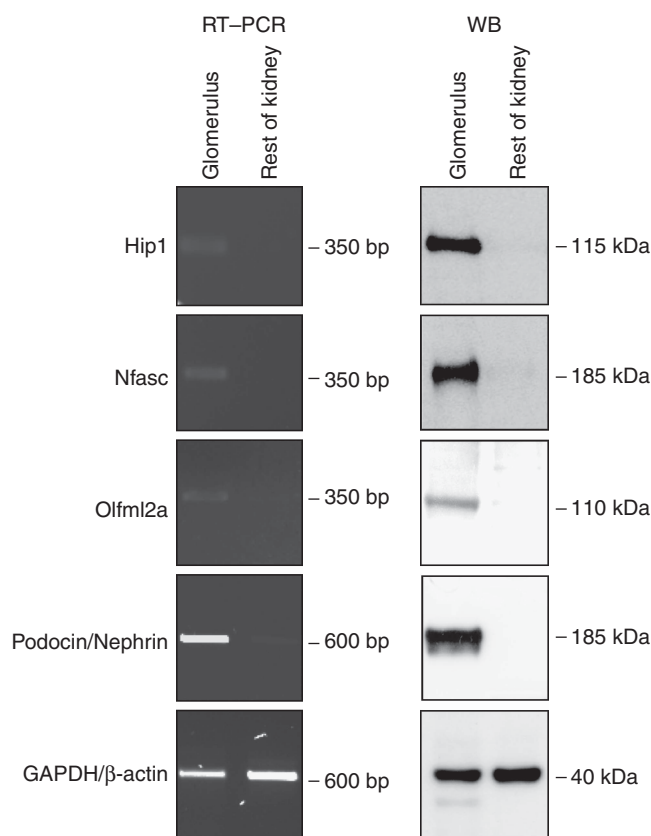 RT–PCR WB
Glomerulus Rest of kidney Glomerulus Rest of kidney
Hip1 – 350 bp – 115 kDa
Nfasc – 350 bp – 185 kDa
Olfml2a – 350 bp – 110 kDa
Podocin/Nephrin – 600 bp – 185 kDa
GAPDH/β-actin – 600 bp – 40 kDa